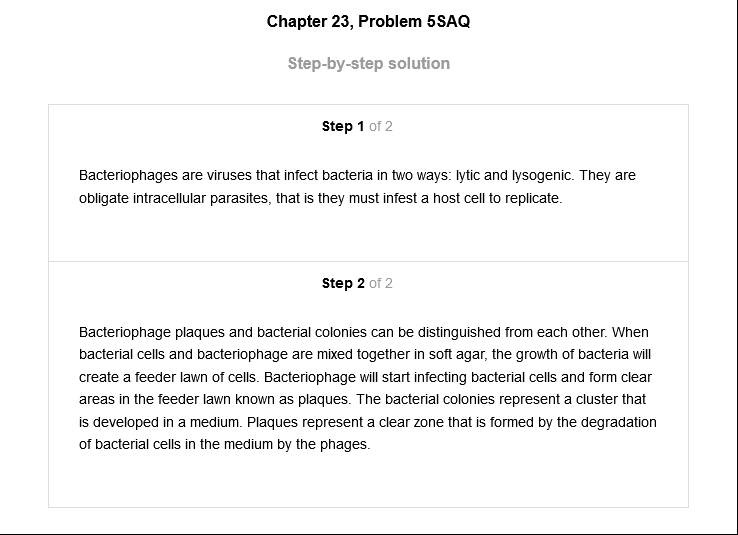 Chapter 23, Problem 5SAQ
Step-by-step solution
Step 1 of 2
Bacteriophages are viruses that infect bacteria in two ways: lytic and lysogenic. They are
obligate intracellular parasites, that is they must infest a host cell to replicate.
Step 2 of 2
Bacteriophage plaques and bacterial colonies can be distinguished from each other. When
bacterial cells and bacteriophage are mixed together in soft agar, the growth of bacteria will
create a feeder lawn of cells. Bacteriophage will start infecting bacterial cells and form clear
areas in the feeder lawn known as plaques. The bacterial colonies represent a cluster that
is developed in a medium. Plaques represent a clear zone that is formed by the degradation
of bacterial cells in the medium by the phages.